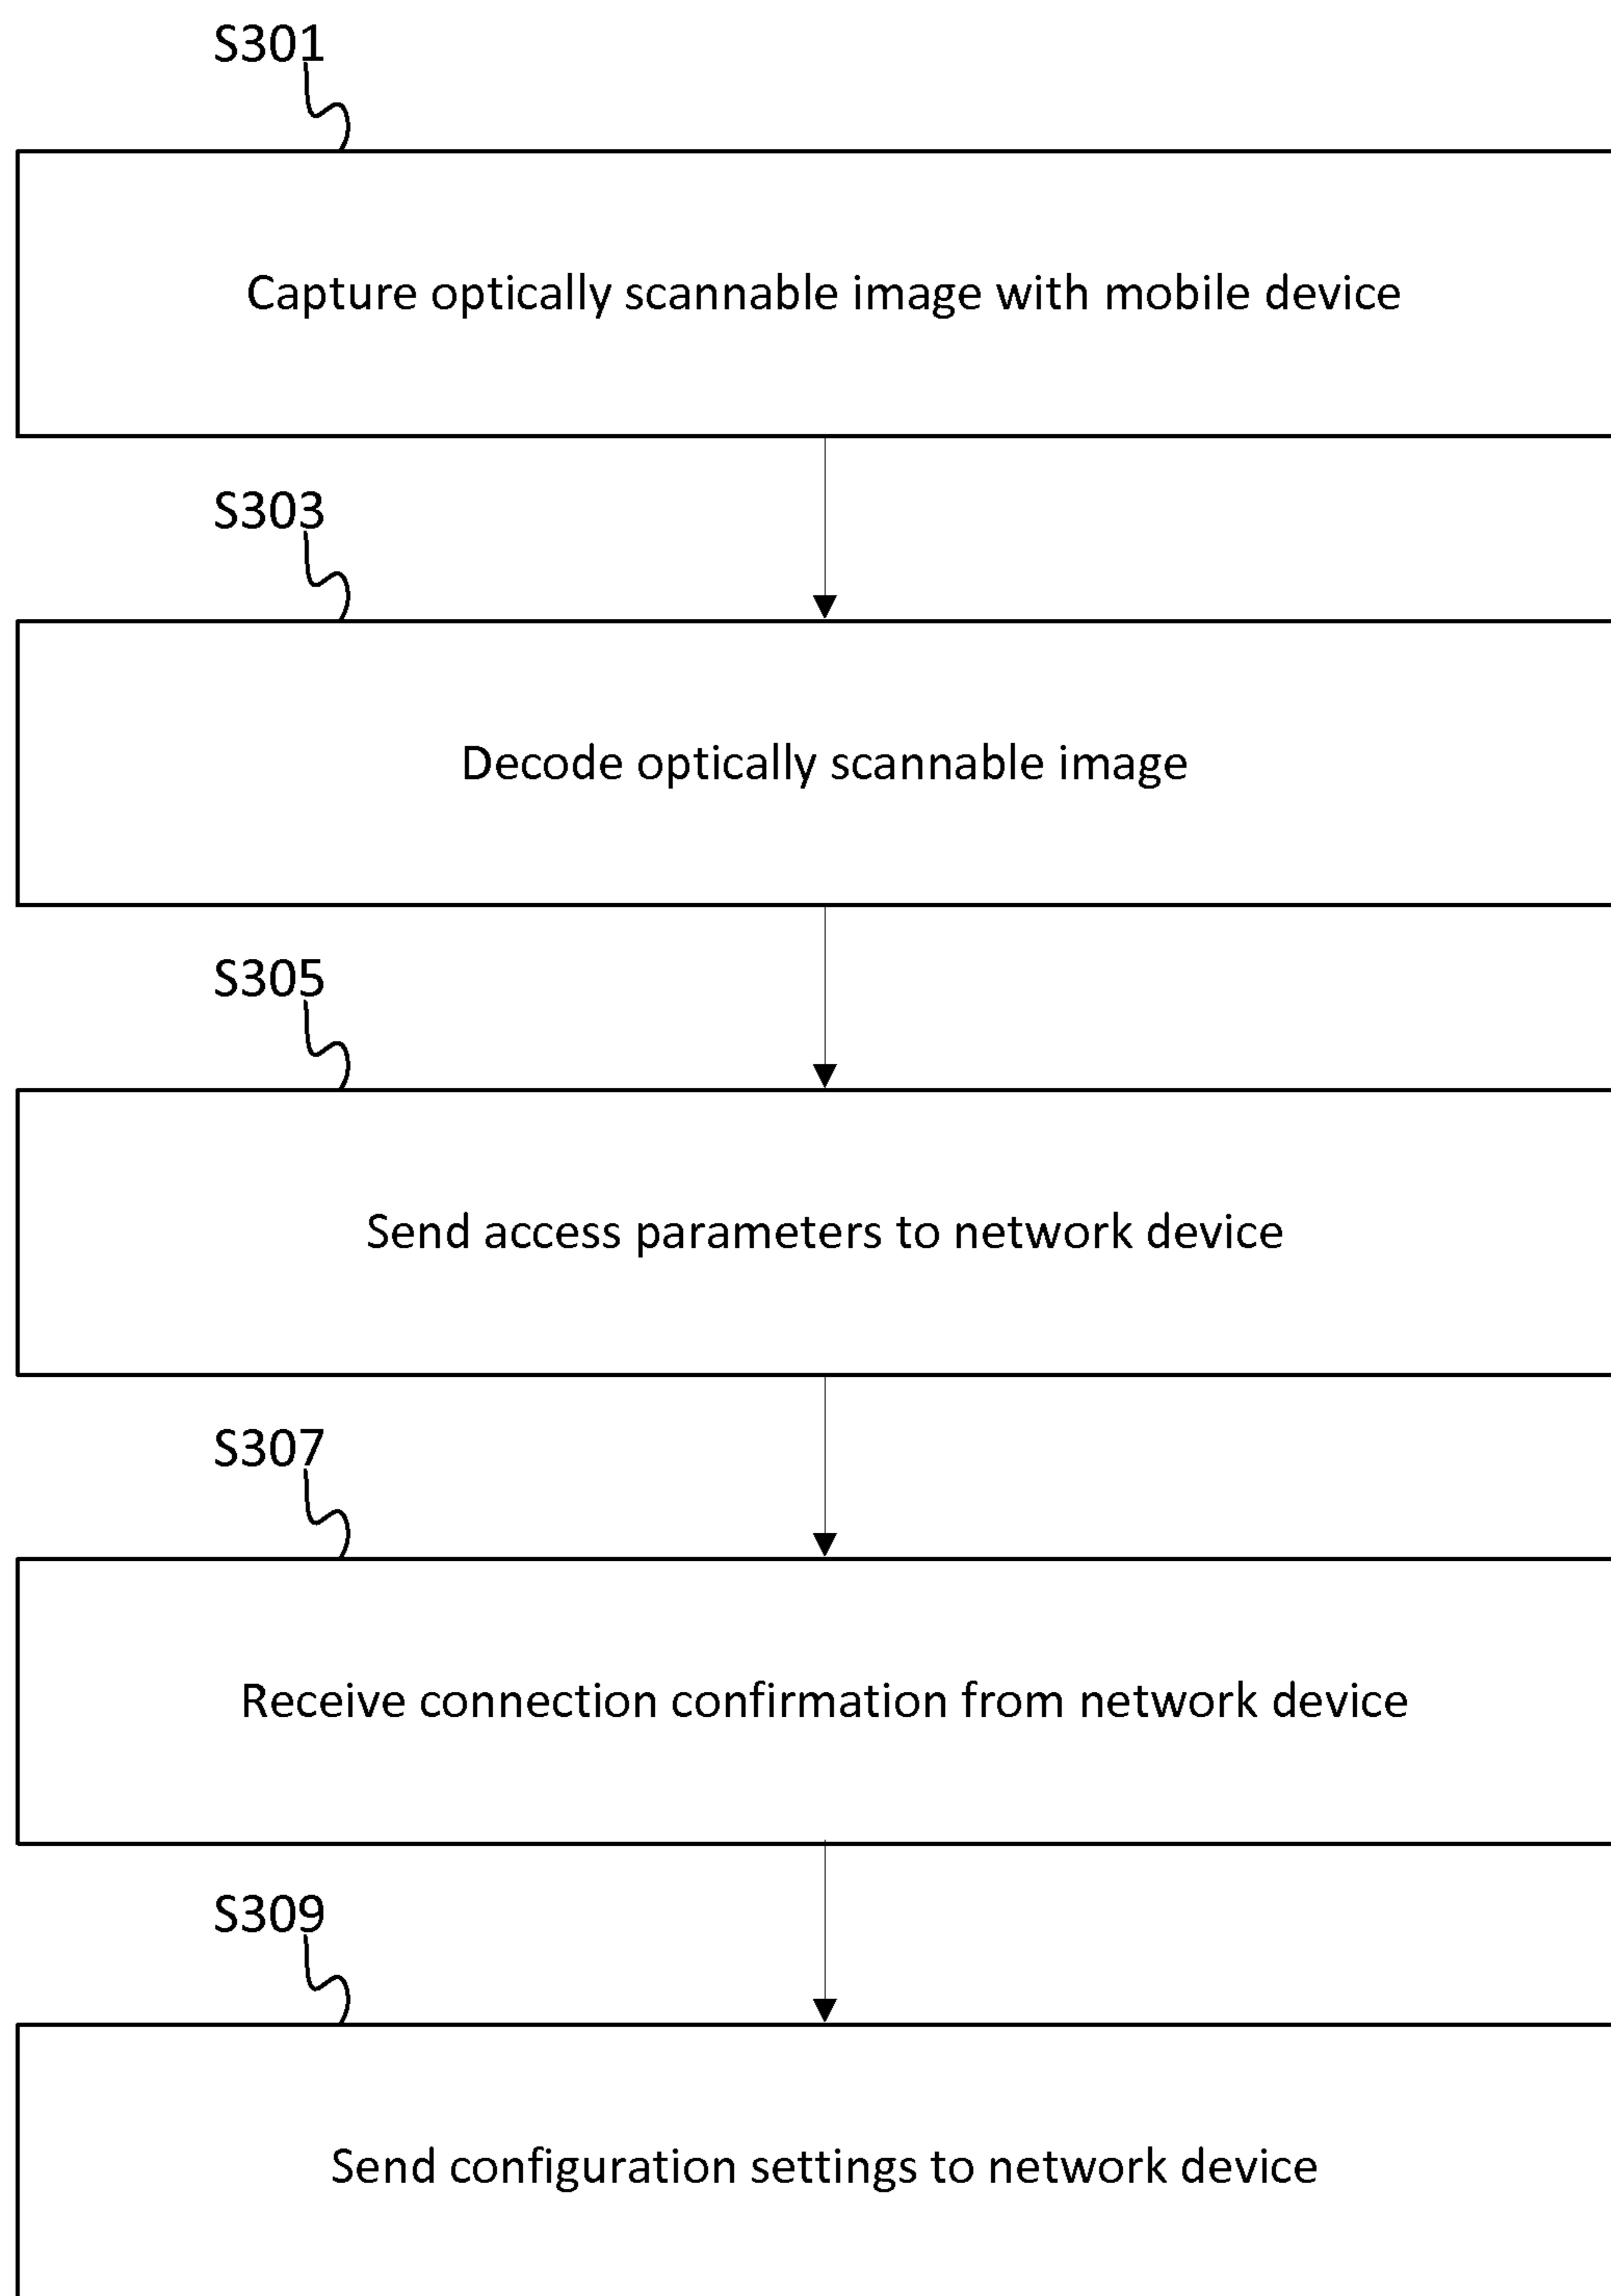 S301
Capture optically scannable image with mobile device
S303
Decode optically scannable image
S305
Send access parameters to network device
S307
Receive connection confirmation from network device
S309
Send configuration settings to network device